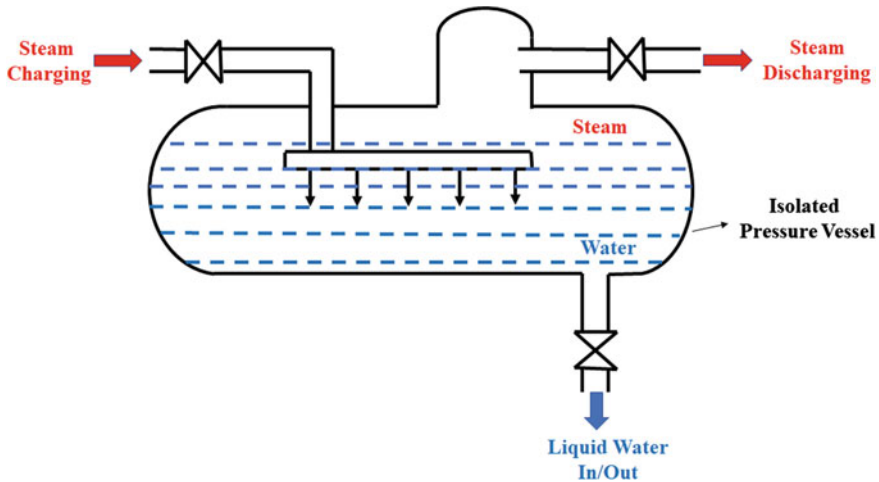 Steam
Charging
Steam
Discharging
Steam
Isolated
Pressure Vessel
Water
Liquid Water
In/Out